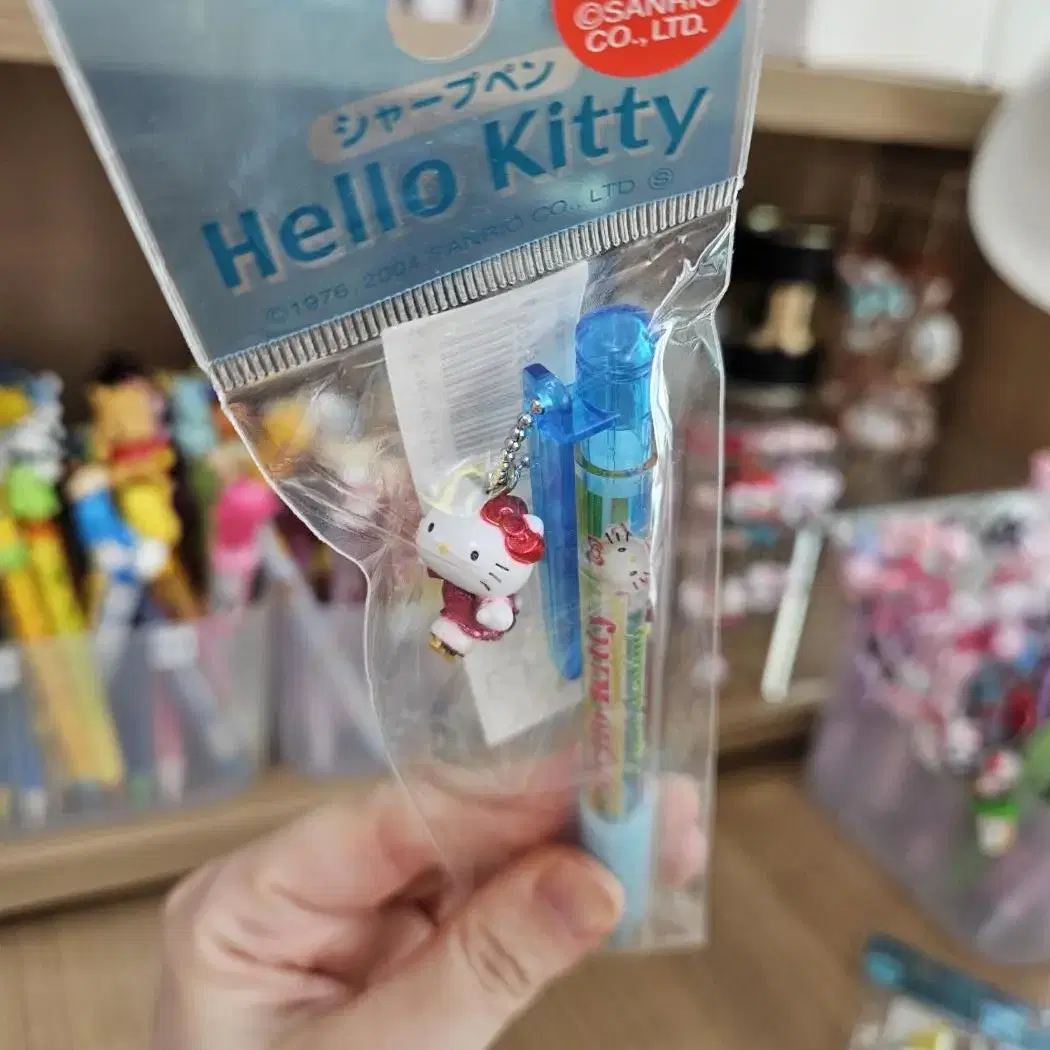 ©SANRIO
CO., LTD.
シャープペン
Hello Kitty
©1976, 2004 SANRIO CO., LTD Ⓢ